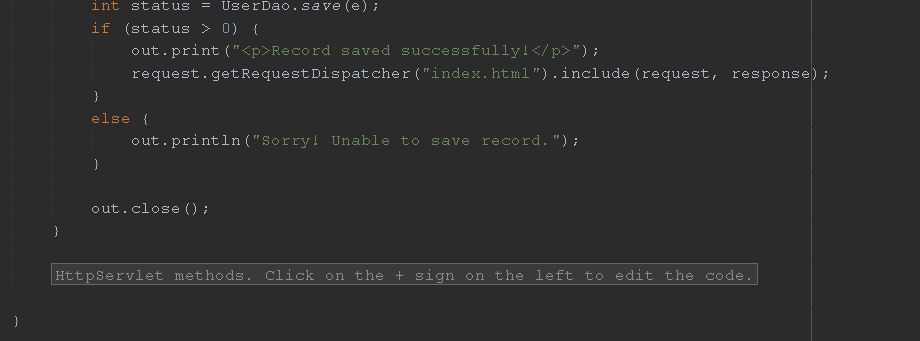 int status = UserDao.save(e);
if (status > 0) {
out.print("<p>Record saved successfully!</p>");
request.getRequestDispatcher("index.html").include(request, response);
}
else {
out.println("Sorry! Unable to save record.");
}
out.close();
}
HttpServlet methods. Click on the + sign on the left to edit the code.
}